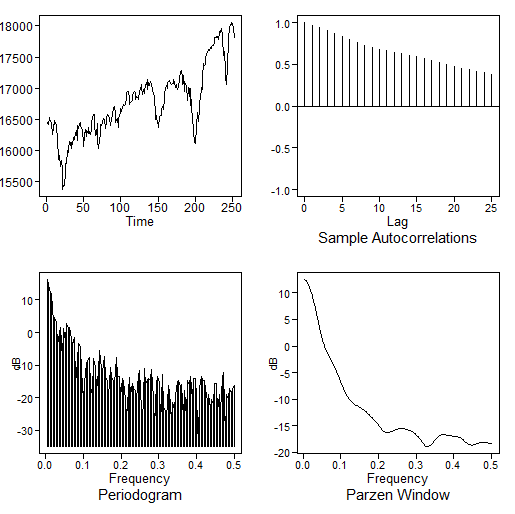 18000
17500
17000
16500
16000
15500
0 50 100 150 200 250
Time
1.0
0.5
0.0
-0.5
-1.0
0 5 10 15 20 25
Lag
Sample Autocorrelations
10
0
-10
-20
-30
dB
0.0 0.1 0.2 0.3 0.4 0.5
Frequency
Periodogram
10
5
0
-5
-10
-15
-20
dB
0.0 0.1 0.2 0.3 0.4 0.5
Frequency
Parzen Window